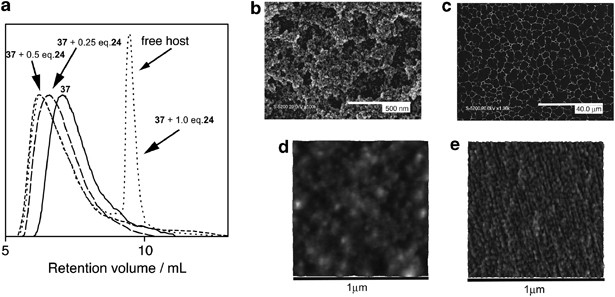 a
37 + 0.25 eq.24
37 + 0.5 eq.24
37
free host
37 + 1.0 eq.24
5
10
Retention volume / mL
b
500 nm
c
40.0 μm
d
1μm
e
1μm